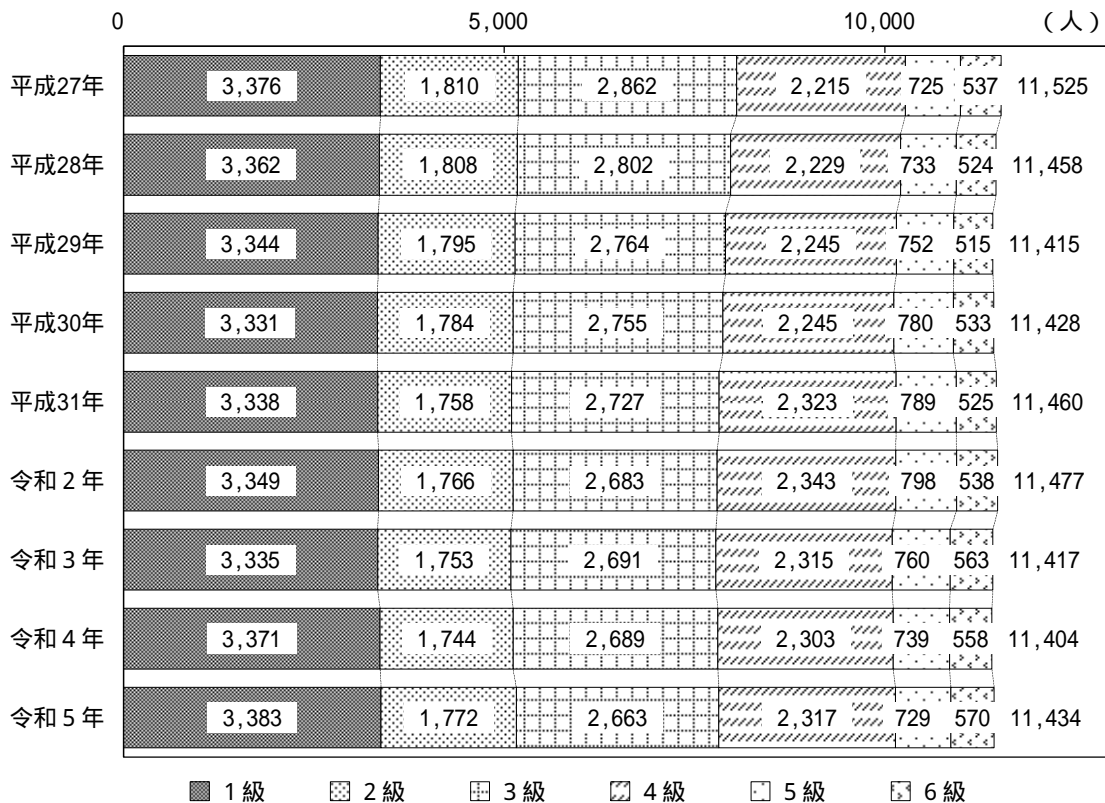 0 5,000 10,000 (人)
平成27年 3,376 1,810 2,862 2,215 725 537 11,525
平成28年 3,362 1,808 2,802 2,229 733 524 11,458
平成29年 3,344 1,795 2,764 2,245 752 515 11,415
平成30年 3,331 1,784 2,755 2,245 780 533 11,428
平成31年 3,338 1,758 2,727 2,323 789 525 11,460
令和2年 3,349 1,766 2,683 2,343 798 538 11,477
令和3年 3,335 1,753 2,691 2,315 760 563 11,417
令和4年 3,371 1,744 2,689 2,303 739 558 11,404
令和5年 3,383 1,772 2,663 2,317 729 570 11,434
1級 2級 3級 4級 5級 6級